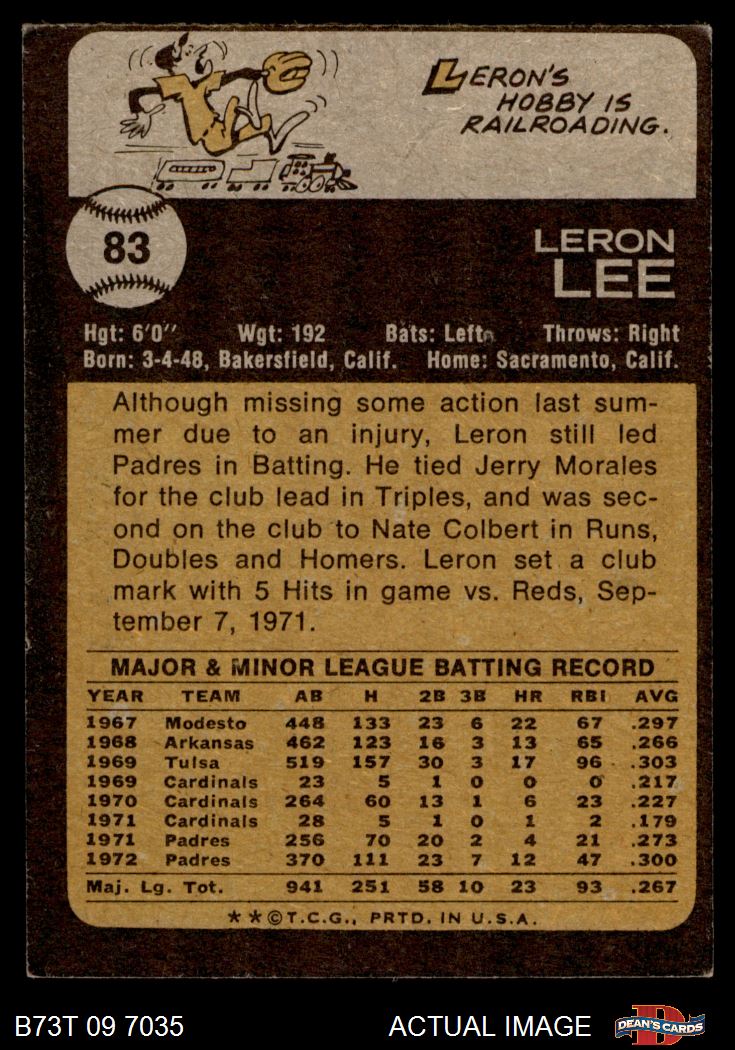 LERON'S
HOBBY IS
RAILROADING.
83
LERON
LEE
Hgt: 6'0" Wgt: 192 Bats: Left Throws: Right
Born: 3-4-48, Bakersfield, Calif. Home: Sacramento, Calif.
Although missing some action last sum-
mer due to an injury, Leron still led
Padres in Batting. He tied Jerry Morales
for the club lead in Triples, and was sec-
ond on the club to Nate Colbert in Runs,
Doubles and Homers. Leron set a club
mark with 5 Hits in game vs. Reds, Sep-
tember 7, 1971.
MAJOR & MINOR LEAGUE BATTING RECORD
YEAR TEAM AB H 2B 3B HR RBI AVG
1967 Modesto 448 133 23 6 22 67 .297
1968 Arkansas 462 123 16 3 13 65 .266
1969 Tulsa 519 157 30 3 17 96 .303
1969 Cardinals 23 5 1 0 0 0 .217
1970 Cardinals 264 60 13 1 6 23 .227
1971 Cardinals 28 5 1 0 1 2 .179
1971 Padres 256 70 20 2 4 21 .273
1972 Padres 370 111 23 7 12 47 .300
Maj. Lg. Tot. 941 251 58 10 23 93 .267
**©T.C.G., PRTD. IN U.S.A.
B73T 09 7035 ACTUAL IMAGE D DEAN'S CARDS